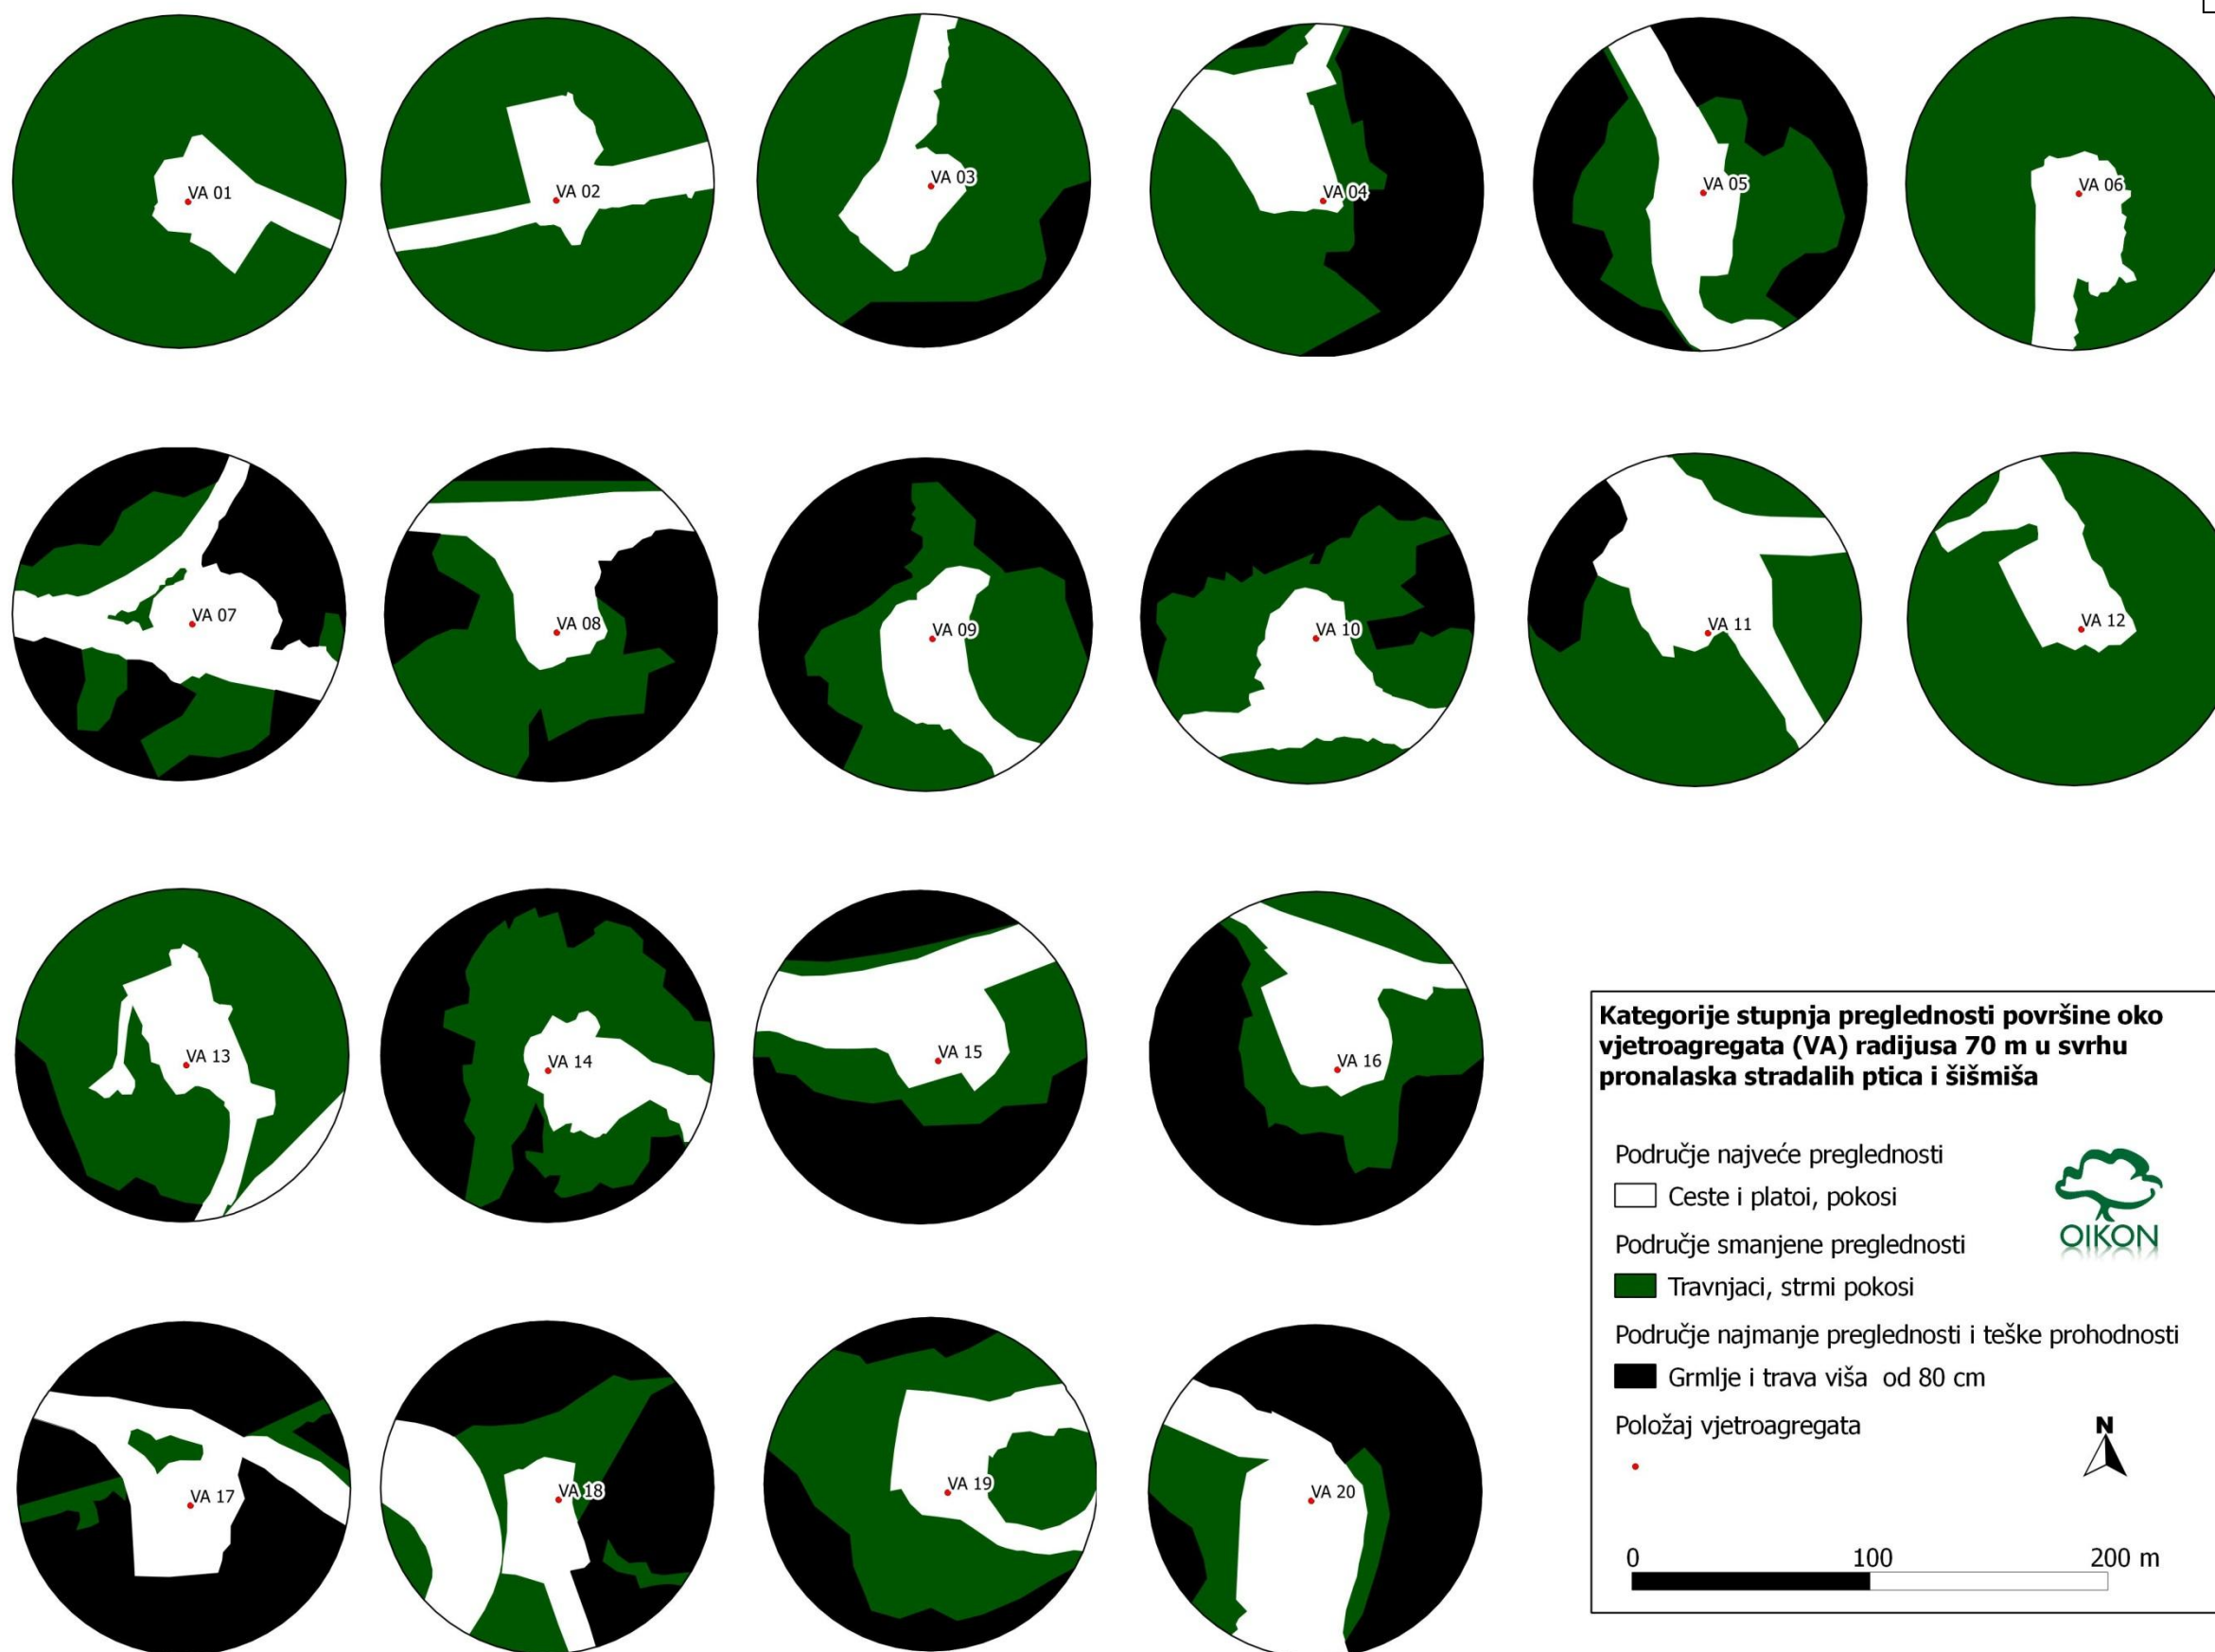 VA 01
VA 02
VA 03
VA 04
VA 05
VA 06
VA 07
VA 08
VA 09
VA 10
VA 11
VA 12
VA 13
VA 14
VA 15
VA 16
VA 17
VA 18
VA 19
VA 20
Kategorije stupnja preglednosti površine oko
vjetroagregata (VA) radijusa 70 m u svrhu
pronalaska stradalih ptica i šišmiša
Područje najveće preglednosti
Ceste i platoi, pokosi
Područje smanjene preglednosti
Travnjaci, strmi pokosi
Područje najmanje preglednosti i teške prohodnosti
Grmlje i trava viša od 80 cm
Položaj vjetroagregata
OIKON
N
0 100 200 m